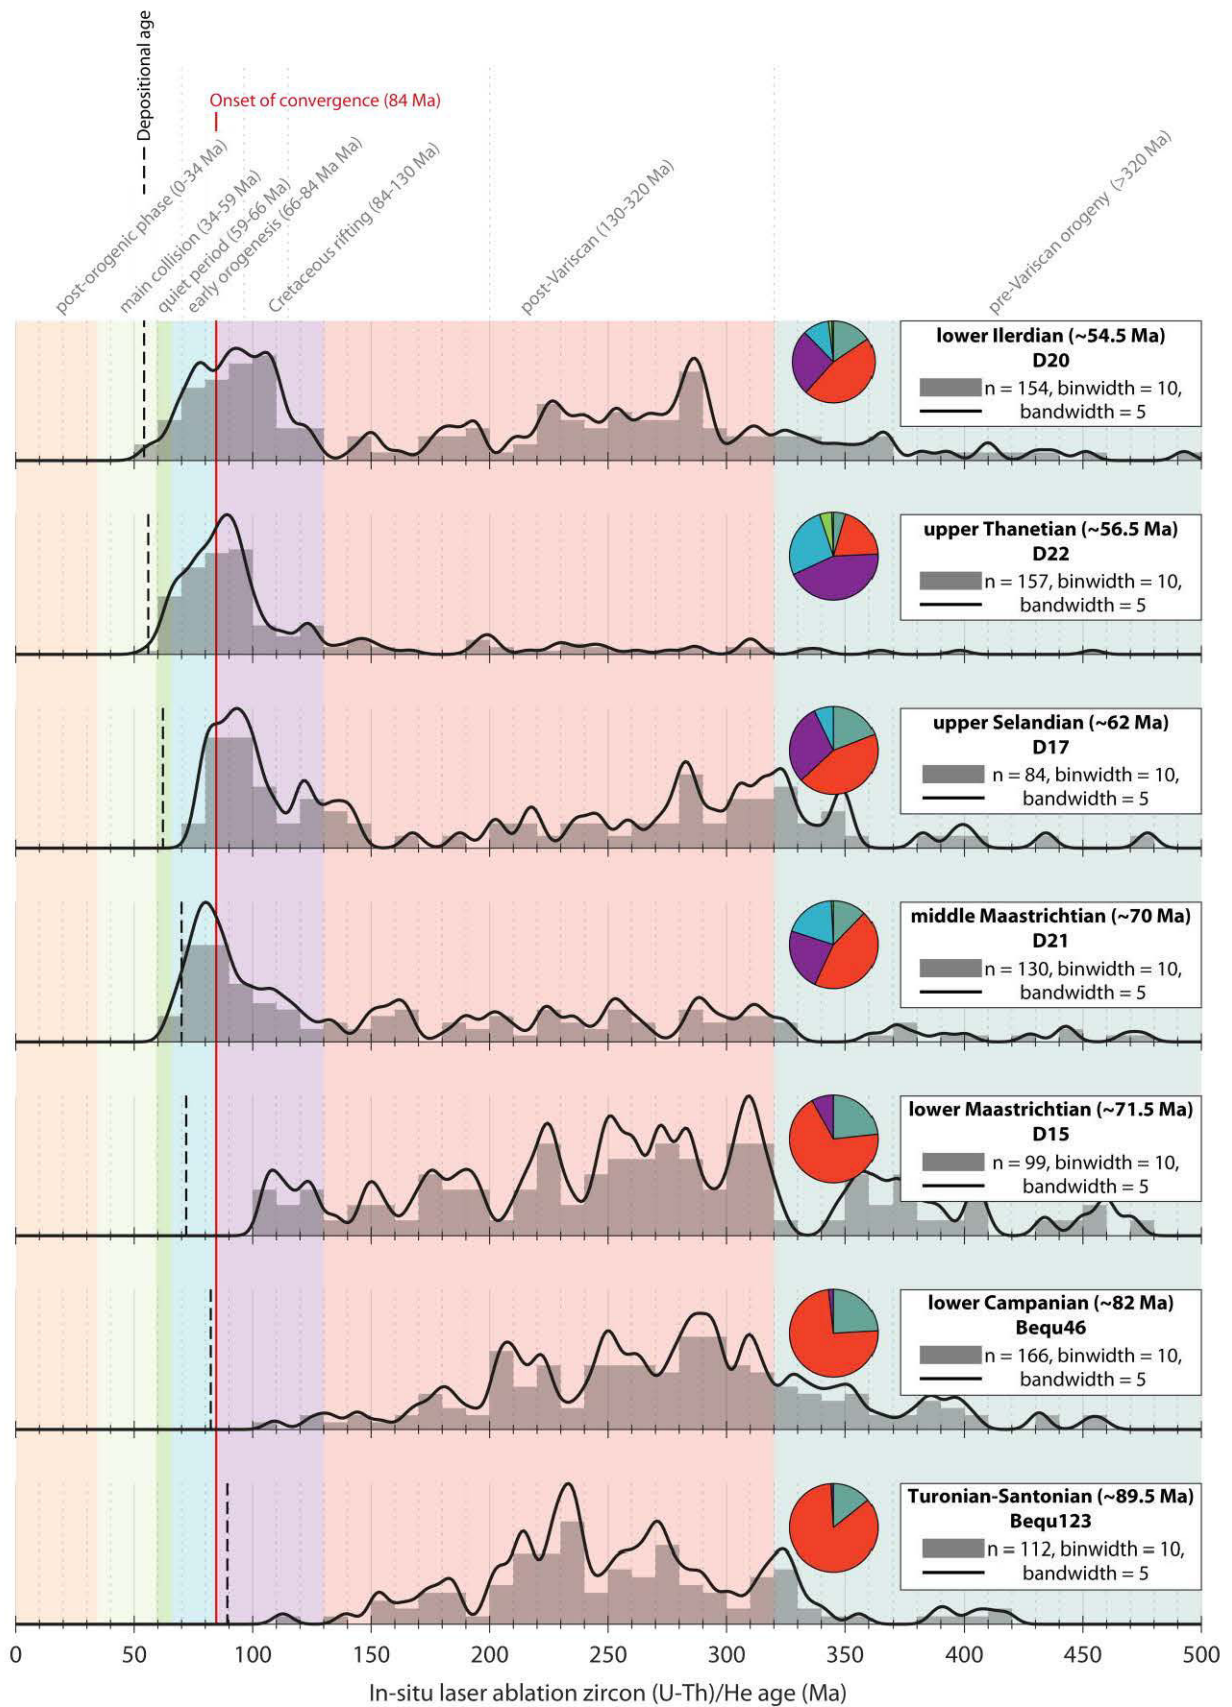 Depositional age
Onset of convergence (84 Ma)
post-orogenic phase (0-34 Ma)
main collision (34-59 Ma)
quiet period (59-66 Ma)
early orogenesis (66-84 Ma Ma)
Cretaceous rifting (84-130 Ma)
post-Variscan (130-320 Ma)
pre-Variscan orogeny (>320 Ma)
lower Ilerdian (~54.5 Ma)
D20
n = 154, binwidth = 10,
bandwidth = 5
upper Thanetian (~56.5 Ma)
D22
n = 157, binwidth = 10,
bandwidth = 5
upper Selandian (~62 Ma)
D17
n = 84, binwidth = 10,
bandwidth = 5
middle Maastrichtian (~70 Ma)
D21
n = 130, binwidth = 10,
bandwidth = 5
lower Maastrichtian (~71.5 Ma)
D15
n = 99, binwidth = 10,
bandwidth = 5
lower Campanian (~82 Ma)
Bequ46
n = 166, binwidth = 10,
bandwidth = 5
Turonian-Santonian (~89.5 Ma)
Bequ123
n = 112, binwidth = 10,
bandwidth = 5
0 50 100 150 200 250 300 350 400 450 500
In-situ laser ablation zircon (U-Th)/He age (Ma)